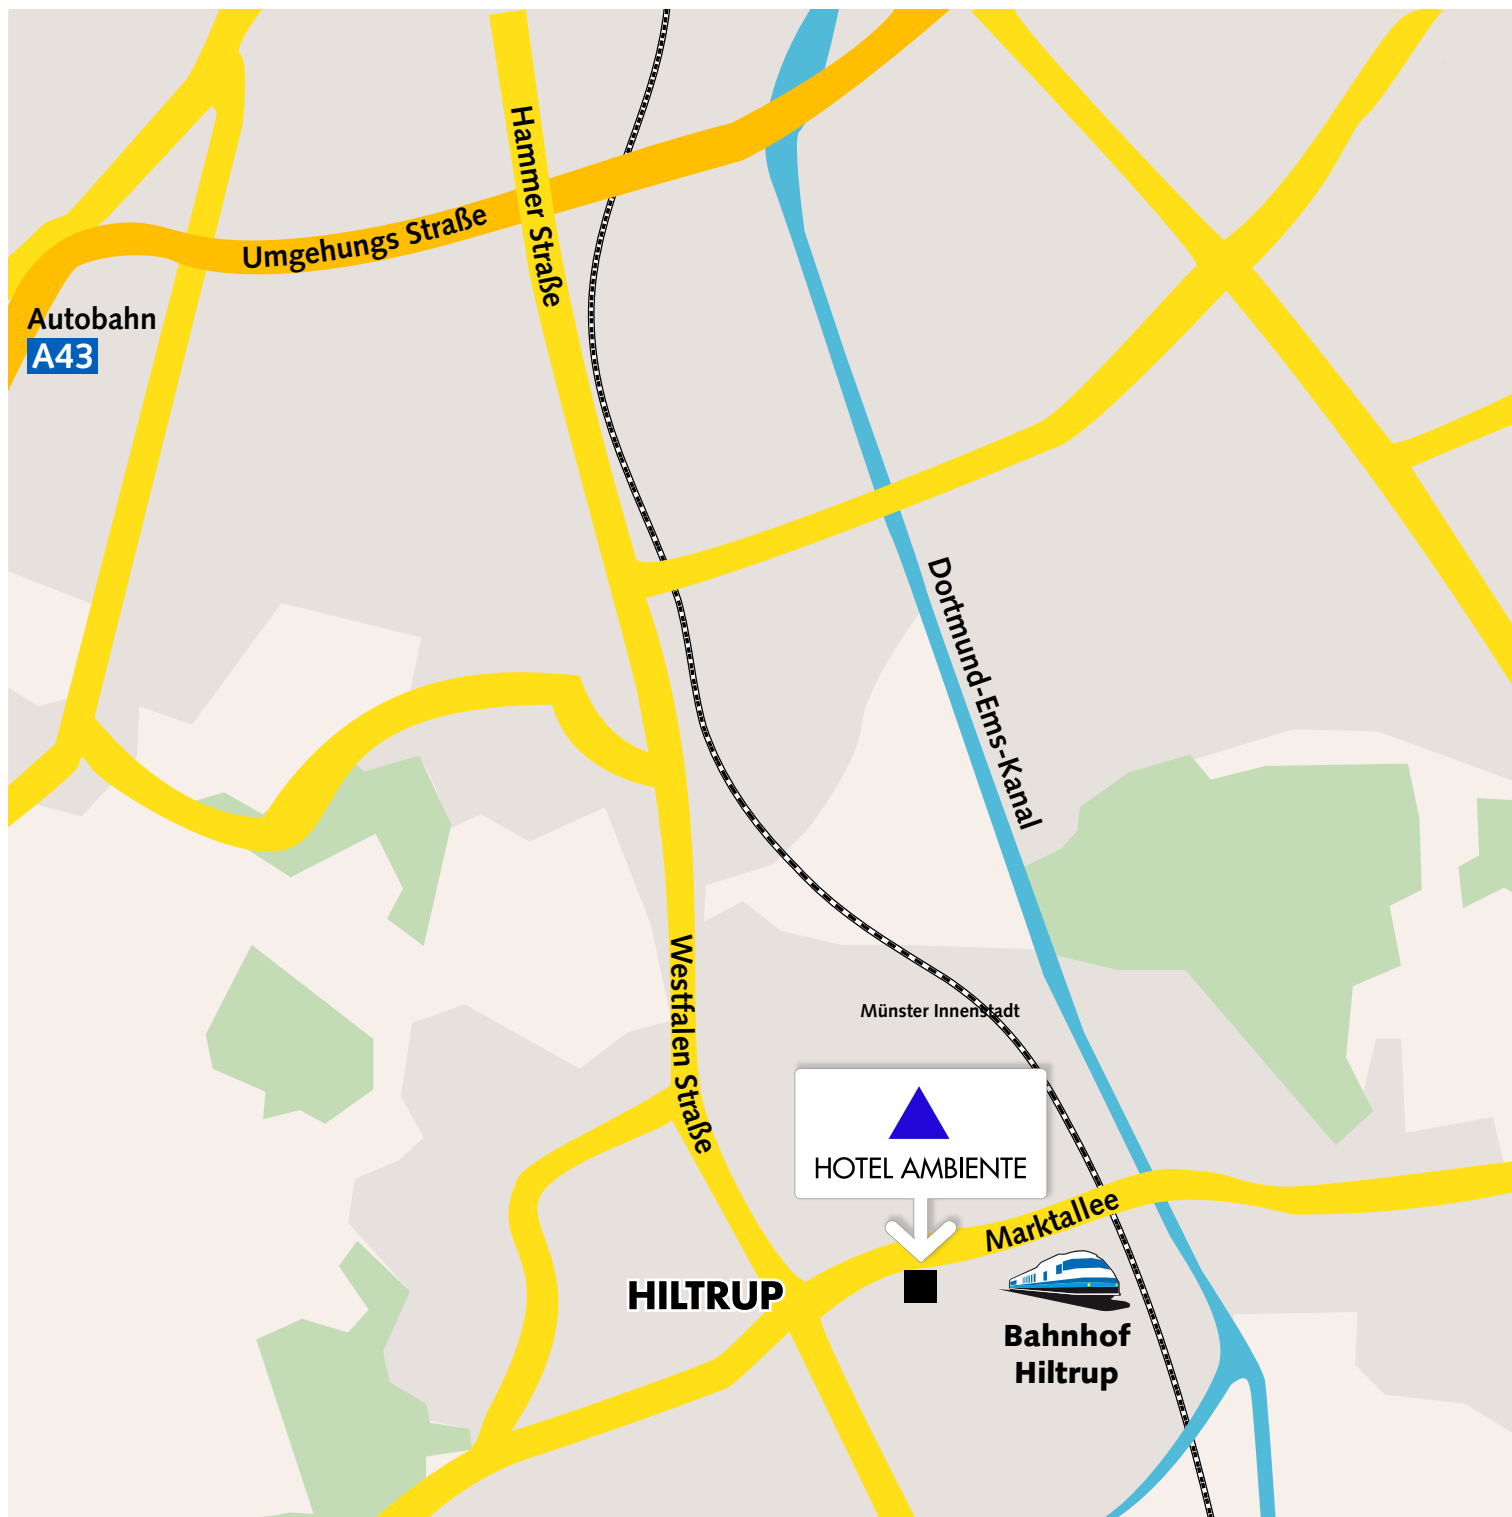 Hammer Straße
Umgehungs Straße
Autobahn
A43
Dortmund-Ems-Kanal
Westfalen Straße
Münster Innenstadt
HOTEL AMBIENTE
Marktallee
HILTRUP
Bahnhof
Hiltrup